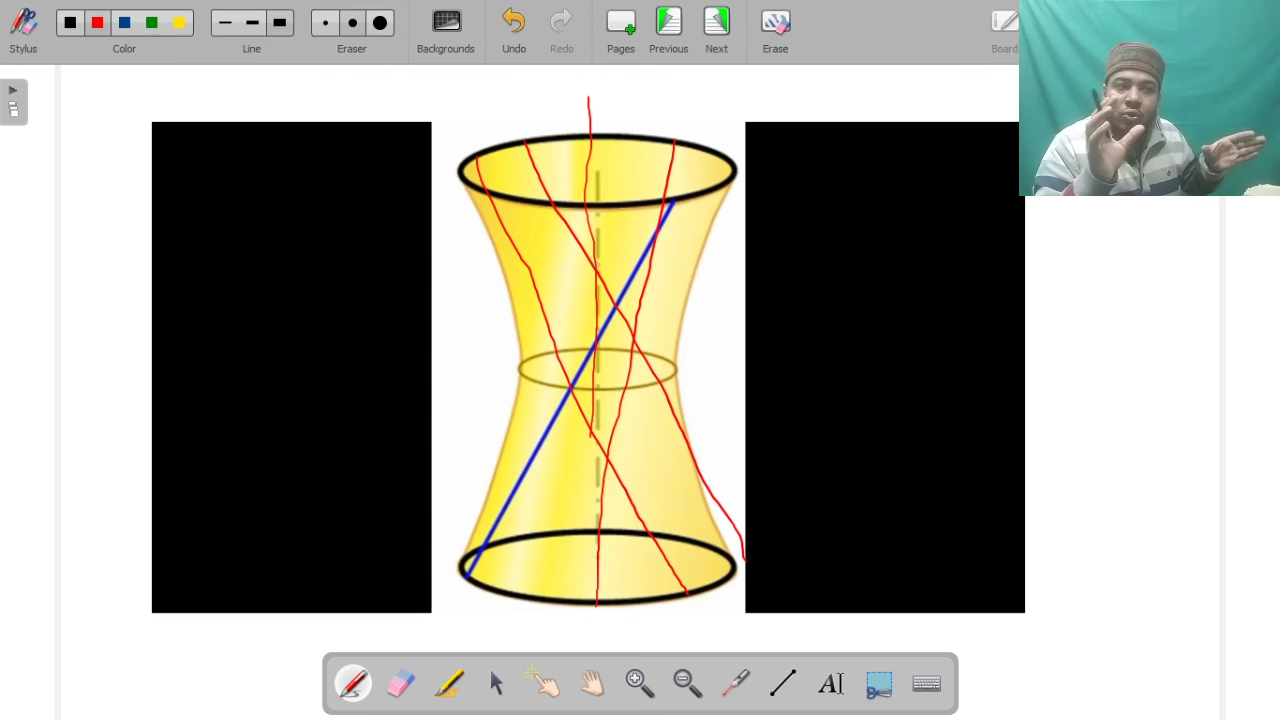 Stylus
Color
Line
Eraser
Backgrounds
Undo
Redo
Pages
Previous
Next
Erase
Board
AI